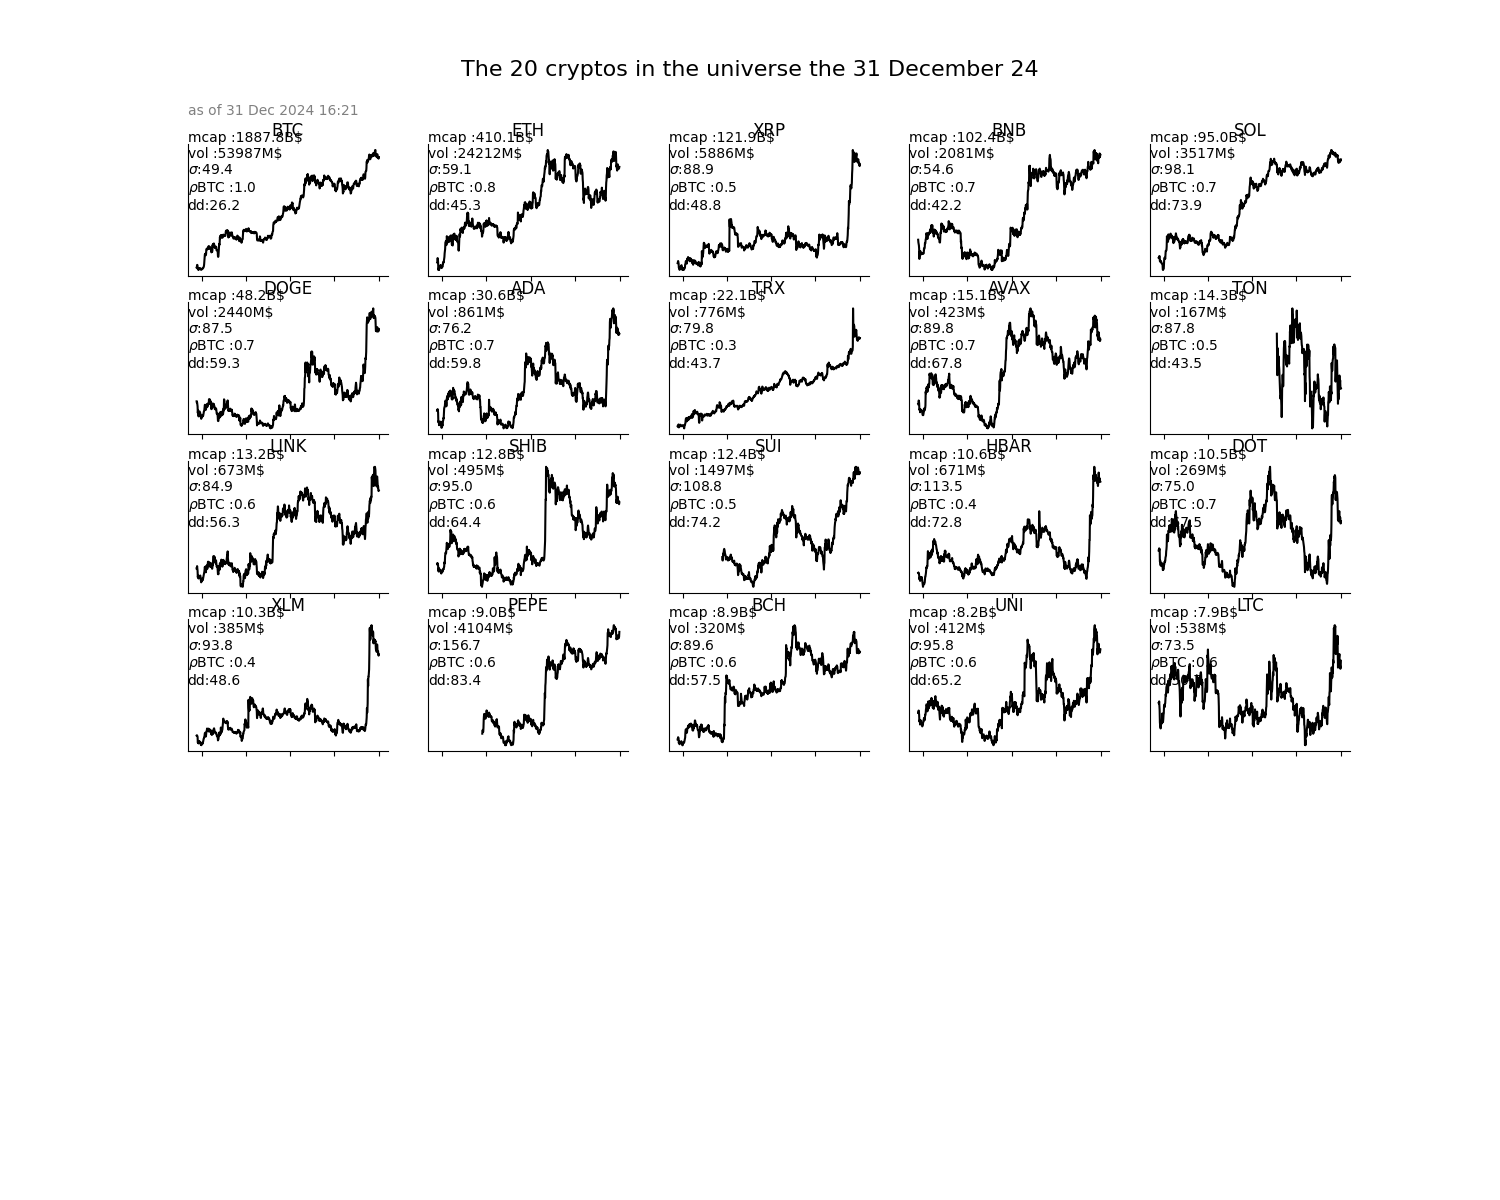 The 20 cryptos in the universe the 31 December 24
as of 31 Dec 2024 16:21
BTC
mcap :1887.8B$
vol :53987M$
σ:49.4
ρBTC :1.0
dd:26.2
ETH
mcap :410.1B$
vol :24212M$
σ:59.1
ρBTC :0.8
dd:45.3
XRP
mcap :121.9B$
vol :5886M$
σ:88.9
ρBTC :0.5
dd:48.8
BNB
mcap :102.4B$
vol :2081M$
σ:54.6
ρBTC :0.7
dd:42.2
SOL
mcap :95.0B$
vol :3517M$
σ:98.1
ρBTC :0.7
dd:73.9
DOGE
mcap :48.2B$
vol :2440M$
σ:87.5
ρBTC :0.7
dd:59.3
ADA
mcap :30.6B$
vol :861M$
σ:76.2
ρBTC :0.7
dd:59.8
TRX
mcap :22.1B$
vol :776M$
σ:79.8
ρBTC :0.3
dd:43.7
AVAX
mcap :15.1B$
vol :423M$
σ:89.8
ρBTC :0.7
dd:67.8
TON
mcap :14.3B$
vol :167M$
σ:87.8
ρBTC :0.5
dd:43.5
LINK
mcap :13.2B$
vol :673M$
σ:84.9
ρBTC :0.6
dd:56.3
SHIB
mcap :12.8B$
vol :495M$
σ:95.0
ρBTC :0.6
dd:64.4
SUI
mcap :12.4B$
vol :1497M$
σ:108.8
ρBTC :0.5
dd:74.2
HBAR
mcap :10.6B$
vol :671M$
σ:113.5
ρBTC :0.4
dd:72.8
DOT
mcap :10.5B$
vol :269M$
σ:75.0
ρBTC :0.7
XLM
mcap :10.3B$
vol :385M$
σ:93.8
ρBTC :0.4
dd:48.6
PEPE
mcap :9.0B$
vol :4104M$
σ:156.7
ρBTC :0.6
dd:83.4
BCH
mcap :8.9B$
vol :320M$
σ:89.6
ρBTC :0.6
dd:57.5
UNI
mcap :8.2B$
vol :412M$
σ:95.8
ρBTC :0.6
dd:65.2
LTC
mcap :7.9B$
vol :538M$
σ:73.5
ρBTC :0.6